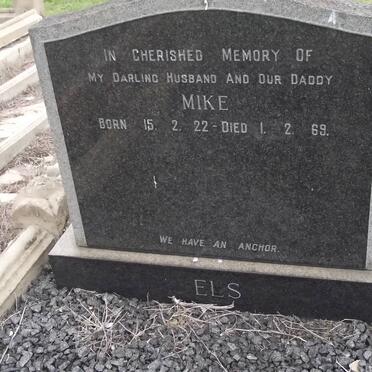 In Cherished Memory Of
My Darling Husband And Our Daddy
MIKE
Born 15. 2. 22 - Died 1. 2. 69.
We Have An Anchor.
ELS